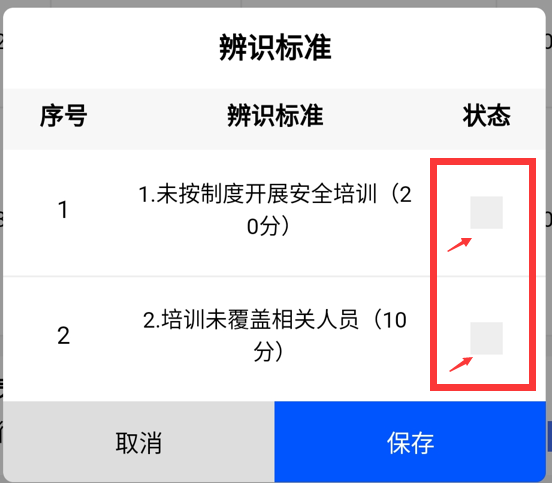 辨识标准
序号 辨识标准 状态
1 1.未按制度开展安全培训（2
0分）
2 2.培训未覆盖相关人员（10
分）
取消 保存